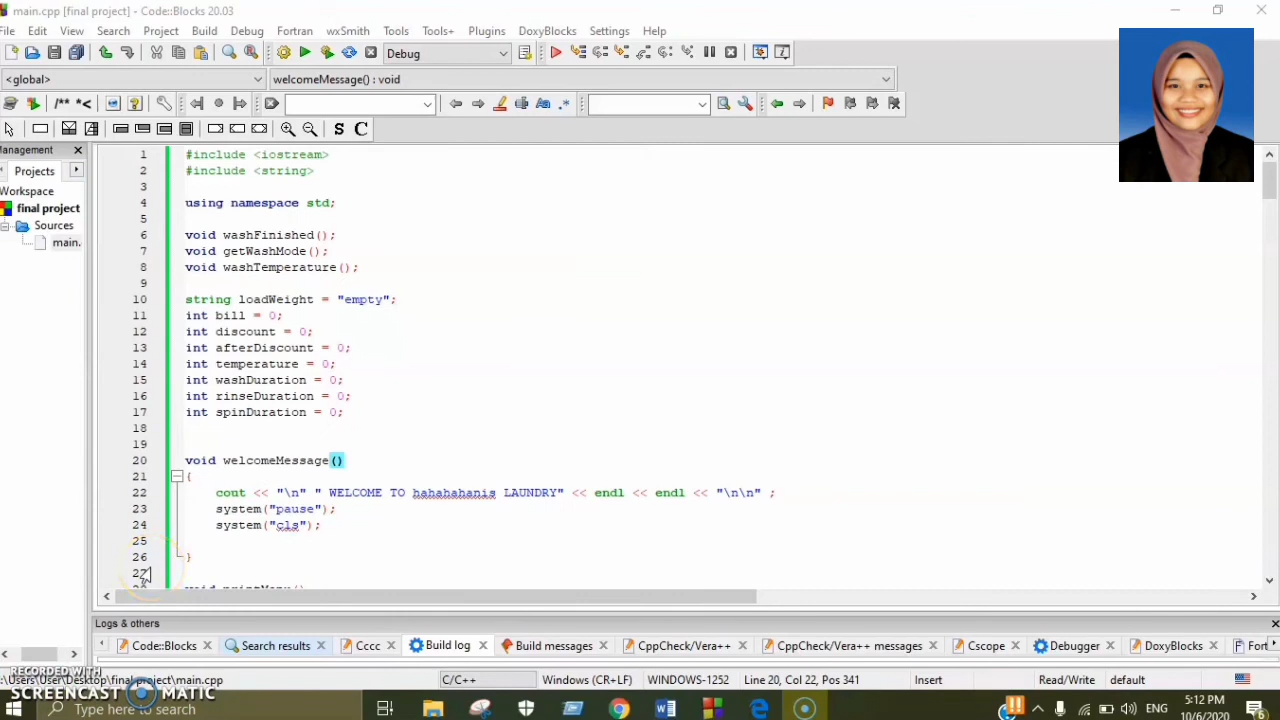 main.cpp [final project] - Code::Blocks 20.03
File Edit View Search Project Build Debug Fortran wxSmith Tools Tools+ Plugins DoxyBlocks Settings Help
Debug
<global> welcomeMessage() : void
/** *<
S C
Management
Projects
Workspace
final project
Sources
main.
1 #include <iostream>
2 #include <string>
3
4 using namespace std;
5
6 void washFinished();
7 void getWashMode();
8 void washTemperature();
9
10 string loadWeight = "empty";
11 int bill = 0;
12 int discount = 0;
13 int afterDiscount = 0;
14 int temperature = 0;
15 int washDuration = 0;
16 int rinseDuration = 0;
17 int spinDuration = 0;
18
19
20 void welcomeMessage()
21 {
22 cout << "\n" " WELCOME TO hahahahanis LAUNDRY" << endl << endl << "\n\n" ;
23 system("pause");
24 system("cls");
25
26 }
27
Logs & others
Code::Blocks Search results Cccc Build log Build messages CppCheck/Vera++ CppCheck/Vera++ messages Cscope Debugger DoxyBlocks Fort
:\Users\User\Desktop\final project\main.cpp C/C++ Windows (CR+LF) WINDOWS-1252 Line 20, Col 22, Pos 341 Insert Read/Write default
RECORDED WITH
SCREENCAST MATIC
Type here to search
ENG
5:12 PM
10/6/2020